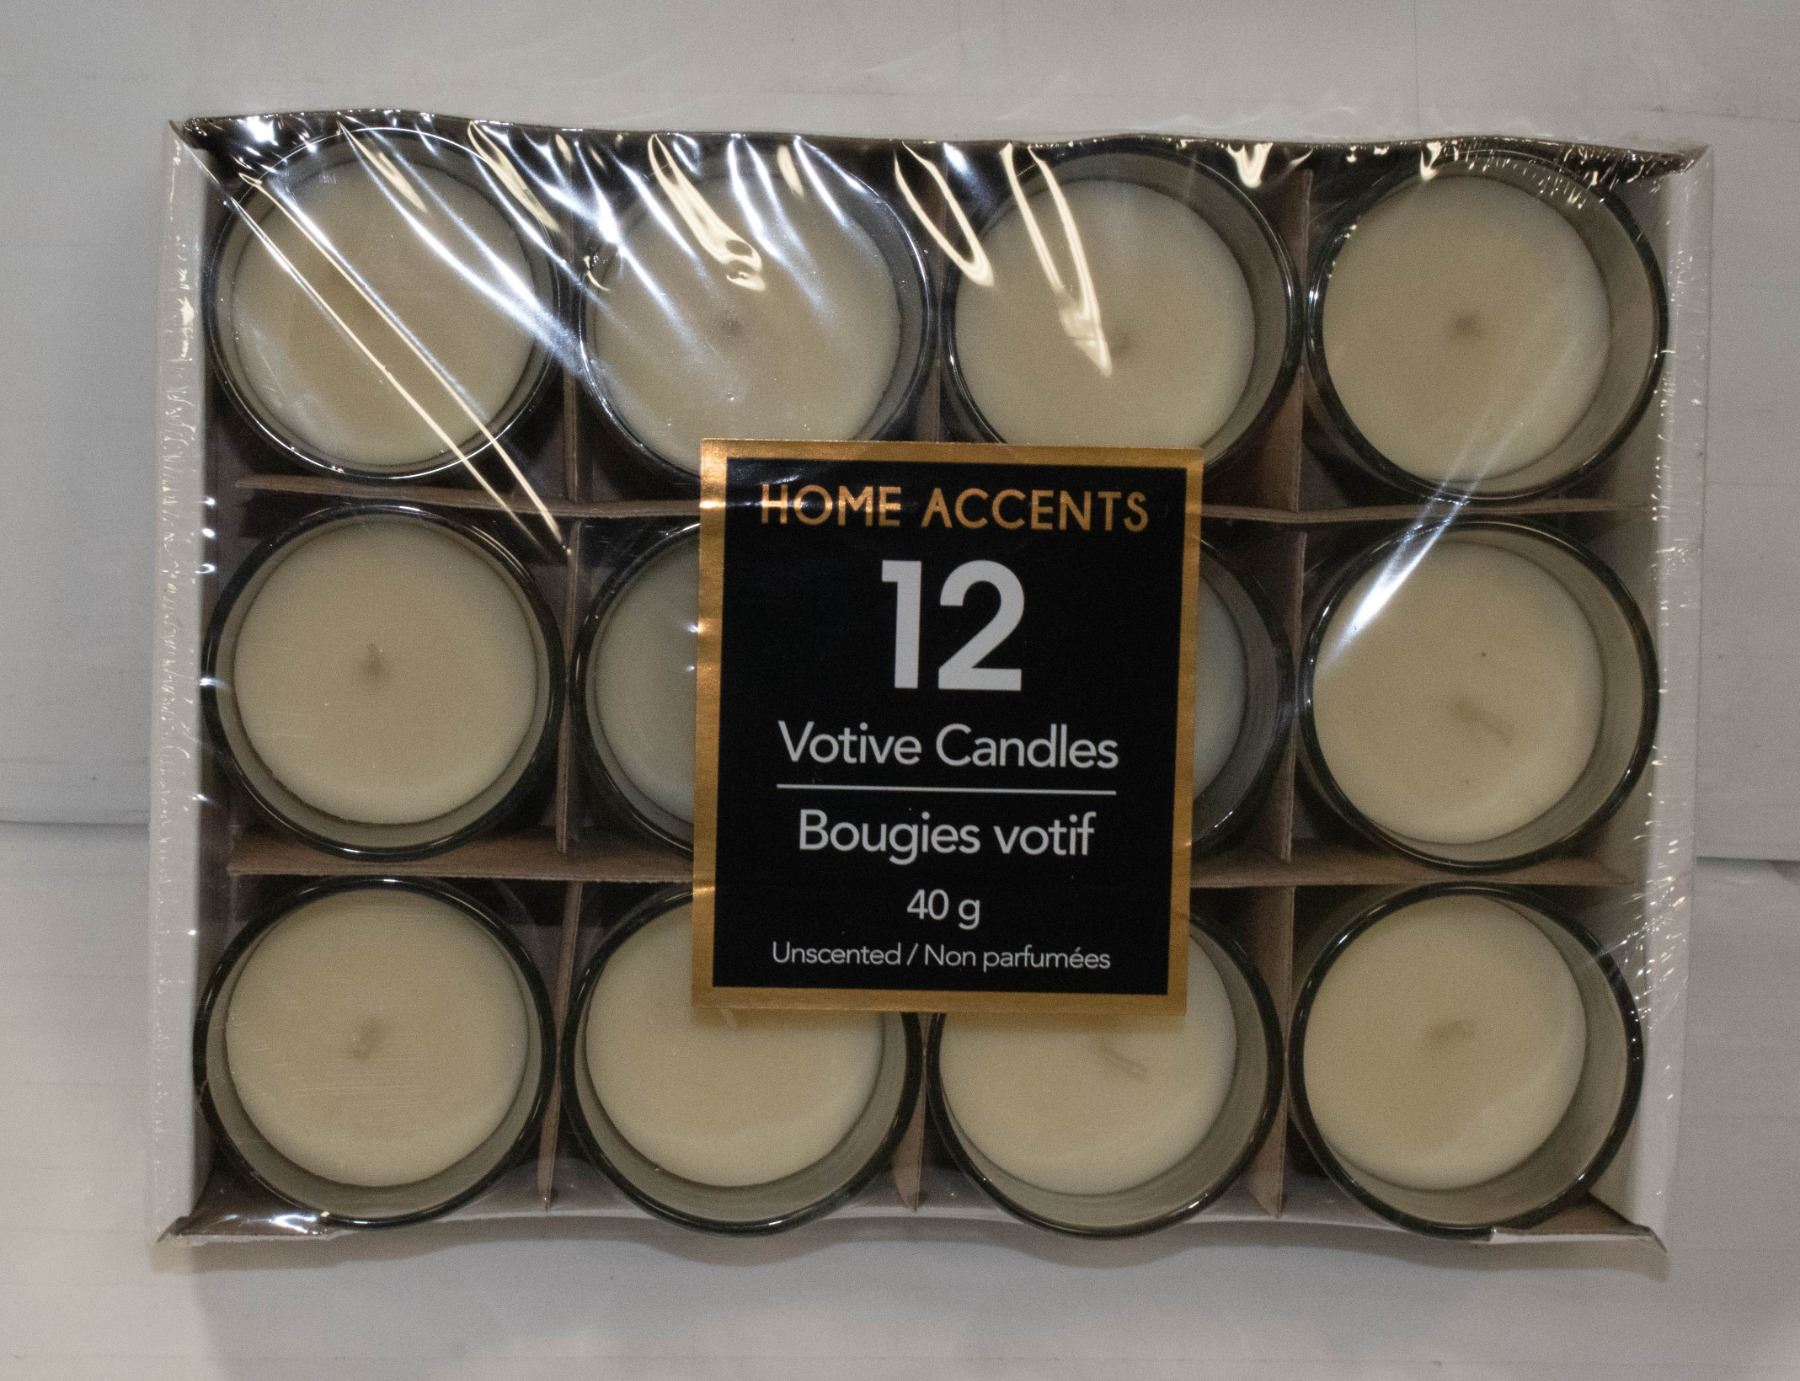 HOME ACCENTS
12
Votive Candles
Bougies votif
40 g
Unscented / Non parfumées